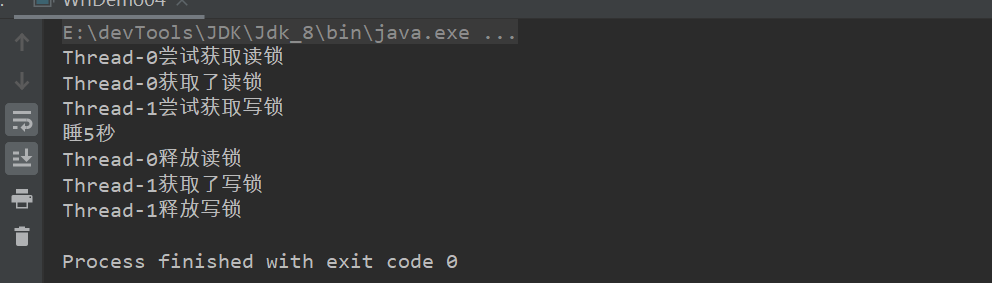 WrlDemo04
E:\devTools\JDK\Jdk_8\bin\java.exe ...
Thread-0尝试获取读锁
Thread-0获取了读锁
Thread-1尝试获取写锁
睡5秒
Thread-0释放读锁
Thread-1获取了写锁
Thread-1释放写锁
Process finished with exit code 0